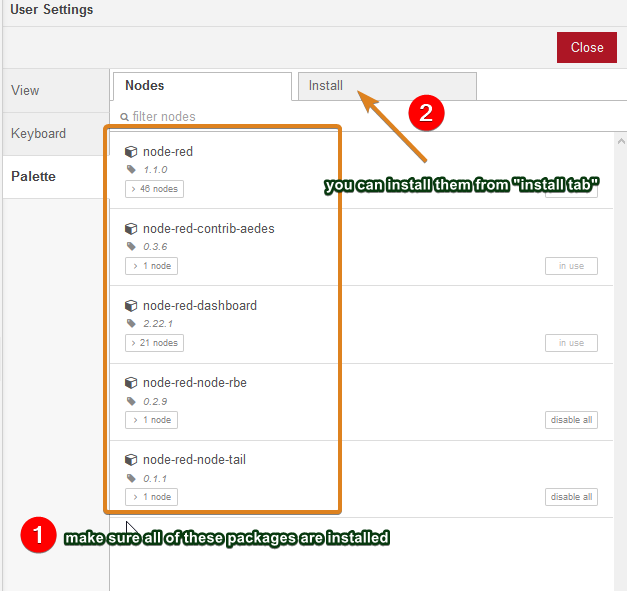 User Settings
Close
View
Keyboard
Palette
Nodes
Install
2
filter nodes
you can install them from "install tab"
node-red
1.1.0
> 46 nodes
node-red-contrib-aedes
0.3.6
> 1 node
in use
node-red-dashboard
2.22.1
> 21 nodes
in use
node-red-node-rbe
0.2.9
> 1 node
disable all
node-red-node-tail
0.1.1
> 1 node
disable all
1
make sure all of these packages are installed